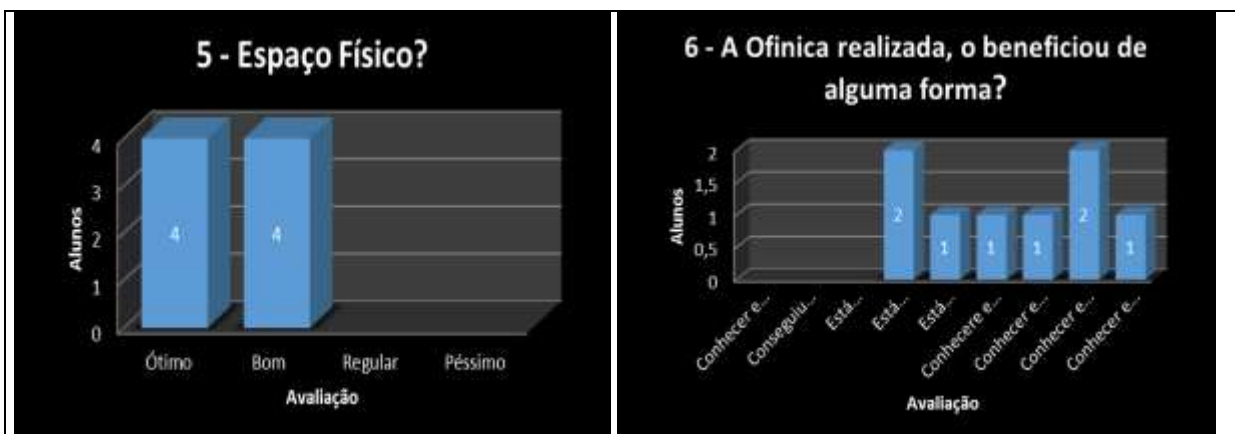 5 - Espaço Físico?
Alunos
4
3
2
1
0
4
4
Ótimo
Bom
Regular
Péssimo
Avaliação
6 - A Ofinica realizada, o beneficiou de
alguma forma?
Alunos
2
1,5
1
0,5
0
2
1
1
1
2
1
Conhecer e...
Conseguiu...
Está...
Está...
Está...
Conhecere e...
Conhecer e...
Conhecer e...
Conhecer e...
Avaliação